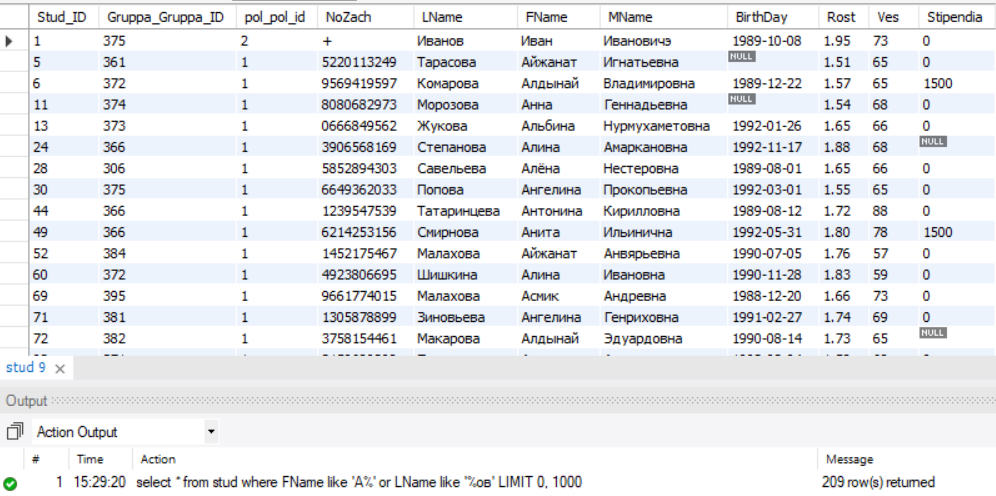 Stud_ID Gruppa_Gruppa_ID pol_pol_id NoZach LName FName MName BirthDay Rost Ves Stipendia
1 375 2 + Иванов Иван Ивановичэ 1989-10-08 1.95 73 0
5 361 1 5220113249 Тарасова Айжанат Игнатьевна NULL 1.51 65 0
6 372 1 9569419597 Комарова Алдынай Владимировна 1989-12-22 1.57 65 1500
11 374 1 8080682973 Морозова Анна Геннадьевна NULL 1.54 68 0
13 373 1 0666849562 Жукова Альбина Нурмухаметовна 1992-01-26 1.65 66 0
24 366 1 3906568169 Степанова Алина Амаркановна 1992-11-17 1.88 68 NULL
28 306 1 5852894303 Савельева Алёна Нестеровна 1989-08-01 1.65 66 0
30 375 1 6649362033 Попова Ангелина Прокопьевна 1992-03-01 1.55 65 0
44 366 1 1239547539 Татаринцева Антонина Кирилловна 1989-08-12 1.72 88 0
49 366 1 6214253156 Смирнова Анита Ильинична 1992-05-31 1.80 78 1500
52 384 1 1452175467 Малахова Айжанат Анвярьевна 1990-07-05 1.76 57 0
60 372 1 4923806695 Шишкина Алина Ивановна 1990-11-28 1.83 59 0
69 395 1 9661774015 Малахова Асмик Андревна 1988-12-20 1.66 73 0
71 381 1 1305878899 Зиновьева Ангелина Генриховна 1991-02-27 1.74 69 0
72 382 1 3758154461 Макарова Алдынай Эдуардовна 1990-08-14 1.73 65 NULL
stud 9
Output
Action Output
# Time Action Message
1 15:29:20 select * from stud where FName like 'А%' or LName like '%ов' LIMIT 0, 1000 209 row(s) returned